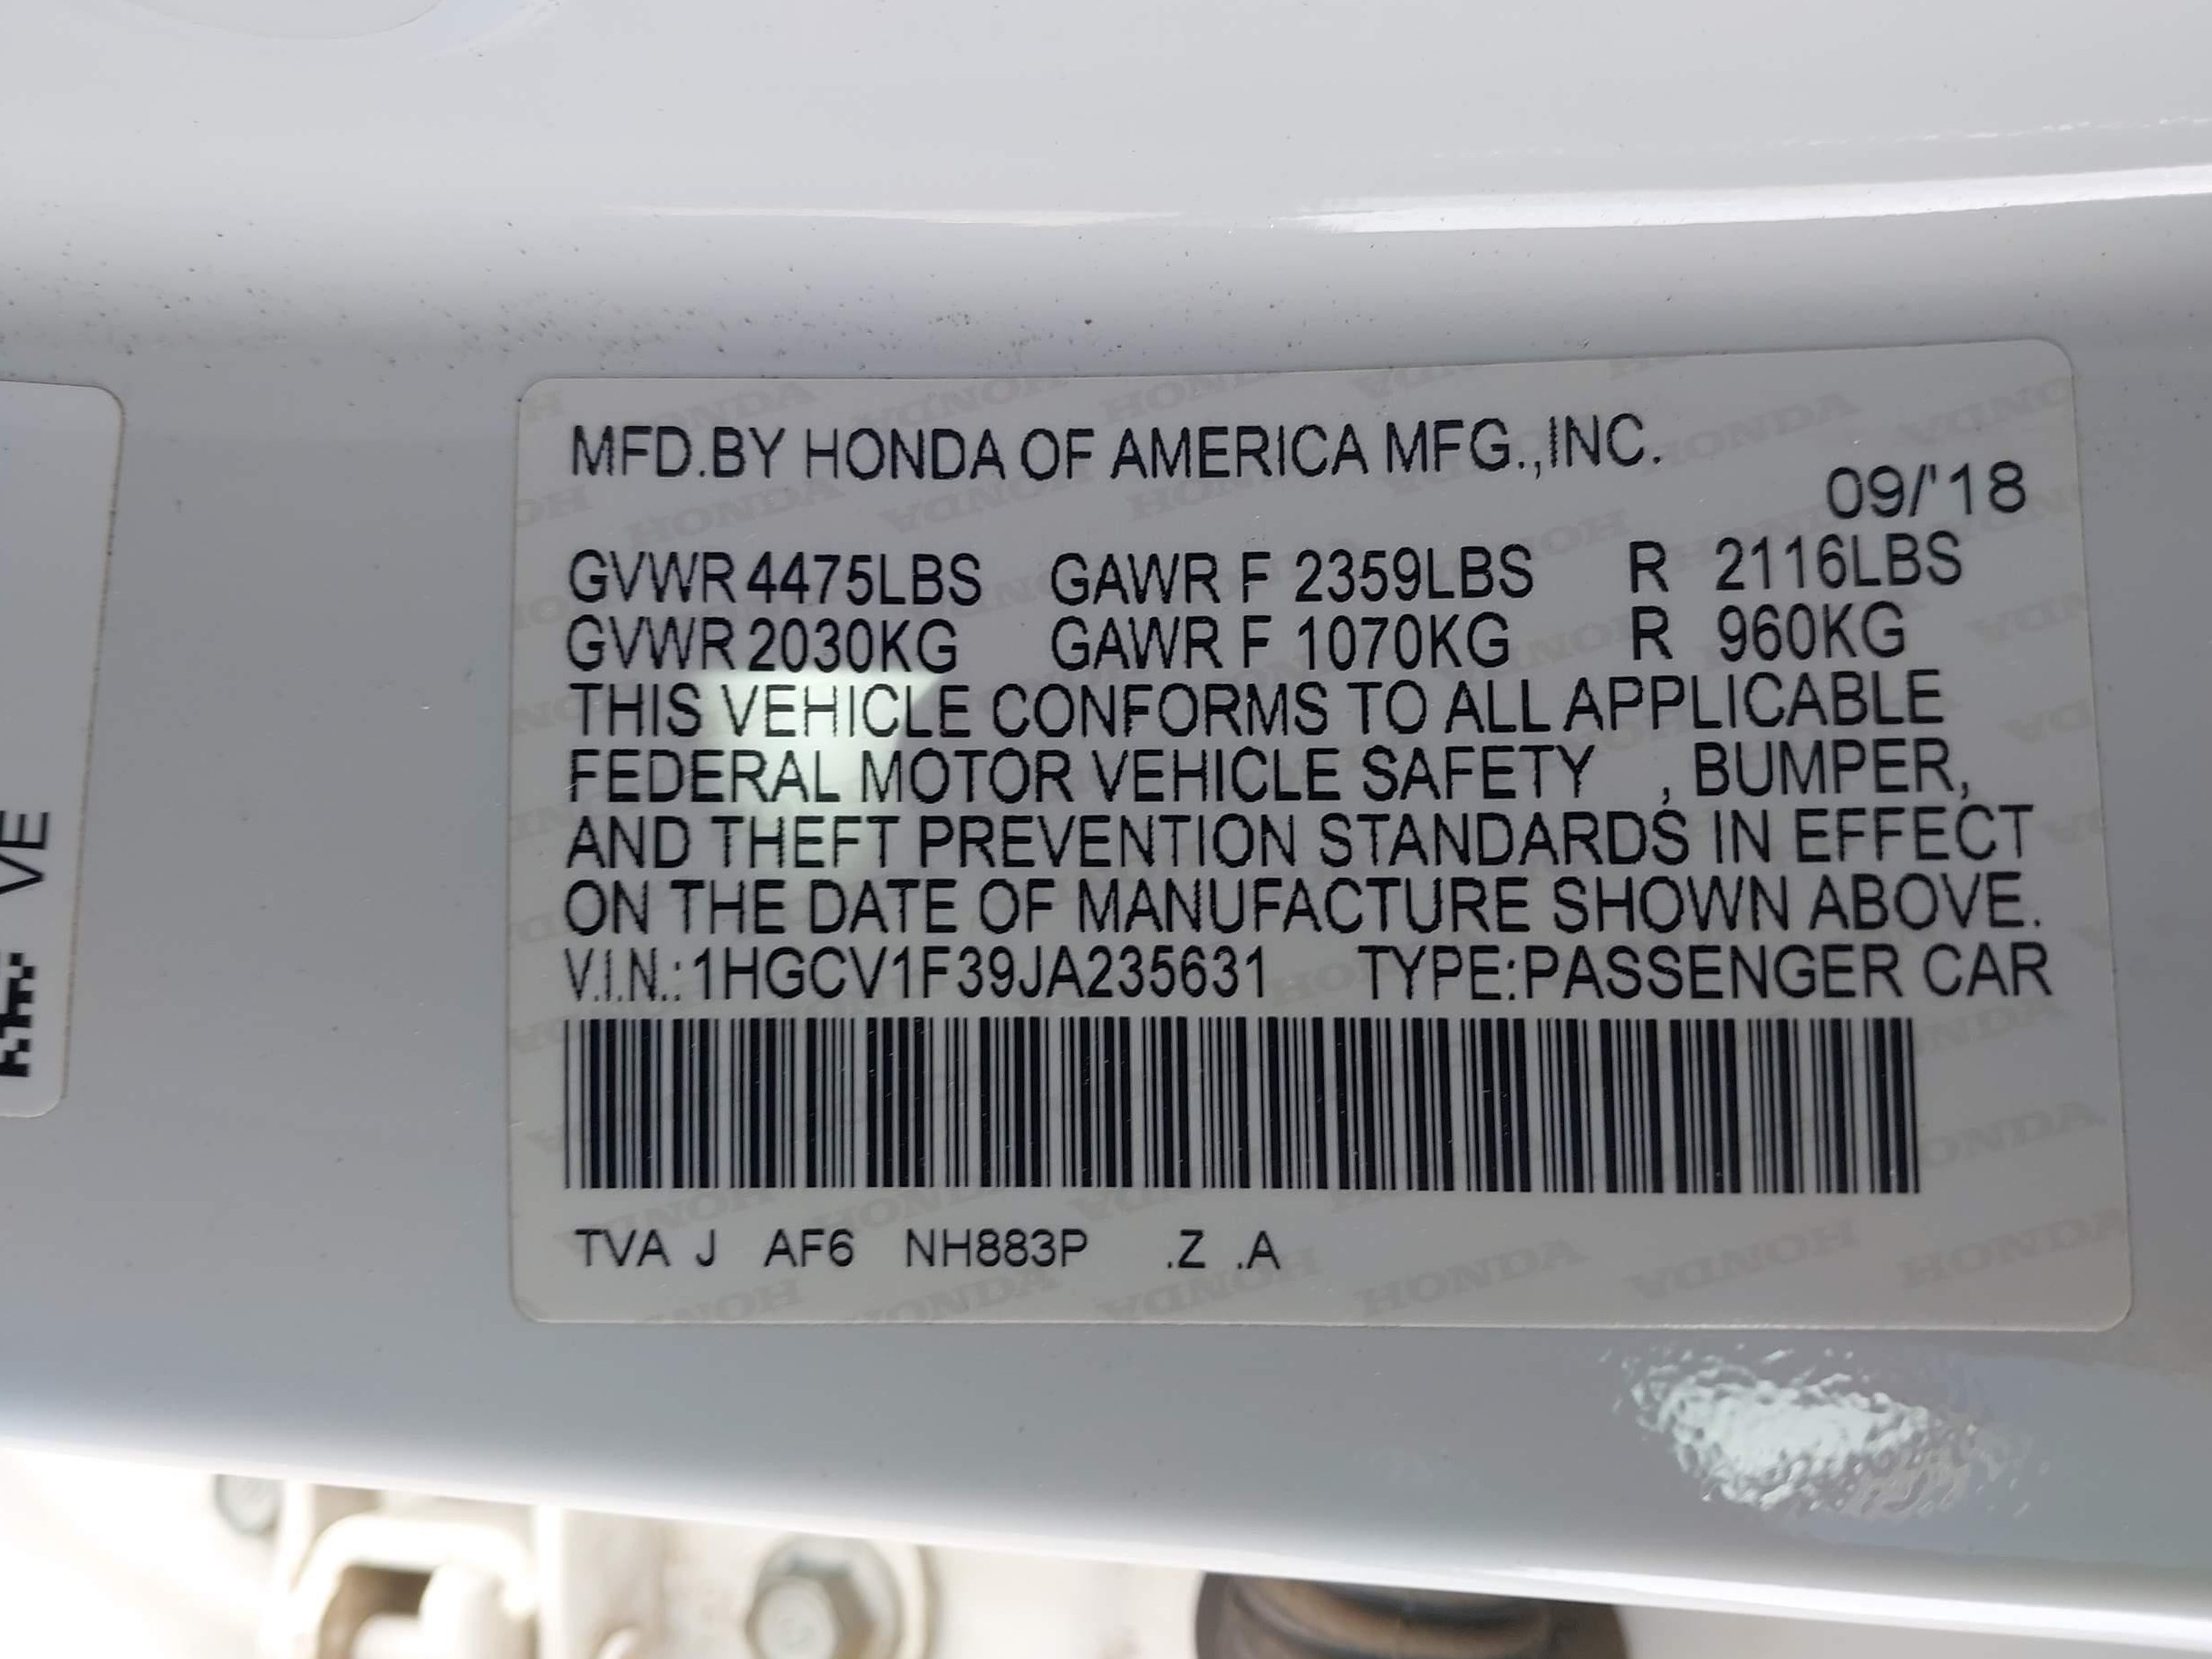 MFD.BY HONDA OF AMERICA MFG.,INC.
09/'18
GVWR 4475LBS GAWR F 2359LBS R 2116LBS
GVWR 2030KG GAWR F 1070KG R 960KG
THIS VEHICLE CONFORMS TO ALL APPLICABLE
FEDERAL MOTOR VEHICLE SAFETY , BUMPER,
AND THEFT PREVENTION STANDARDS IN EFFECT
ON THE DATE OF MANUFACTURE SHOWN ABOVE.
V.I.N.:1HGCV1F39JA235631 TYPE:PASSENGER CAR
TVA J AF6 NH883P .Z .A
VE